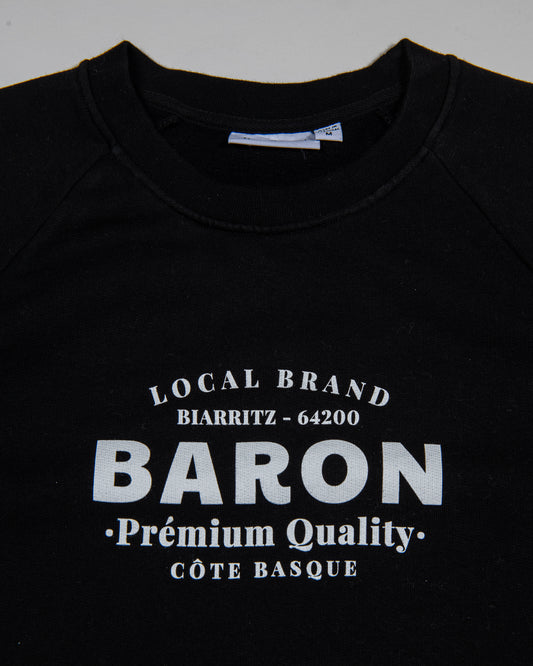 M
LOCAL BRAND
BIARRITZ - 64200
BARON
·Prémium Quality·
CÔTE BASQUE